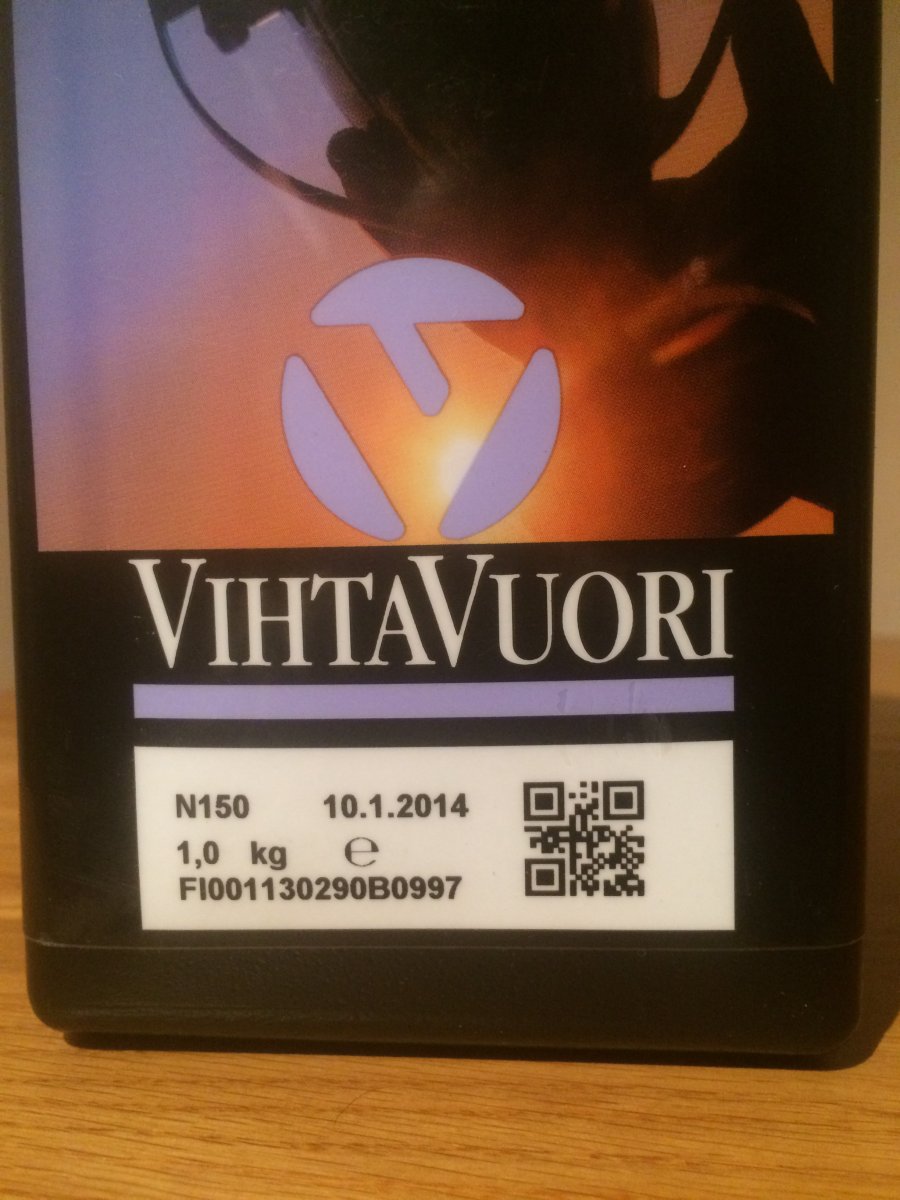 VIHTAVUORI
N150 10.1.2014
1,0 kg ℮
FI001130290B0997